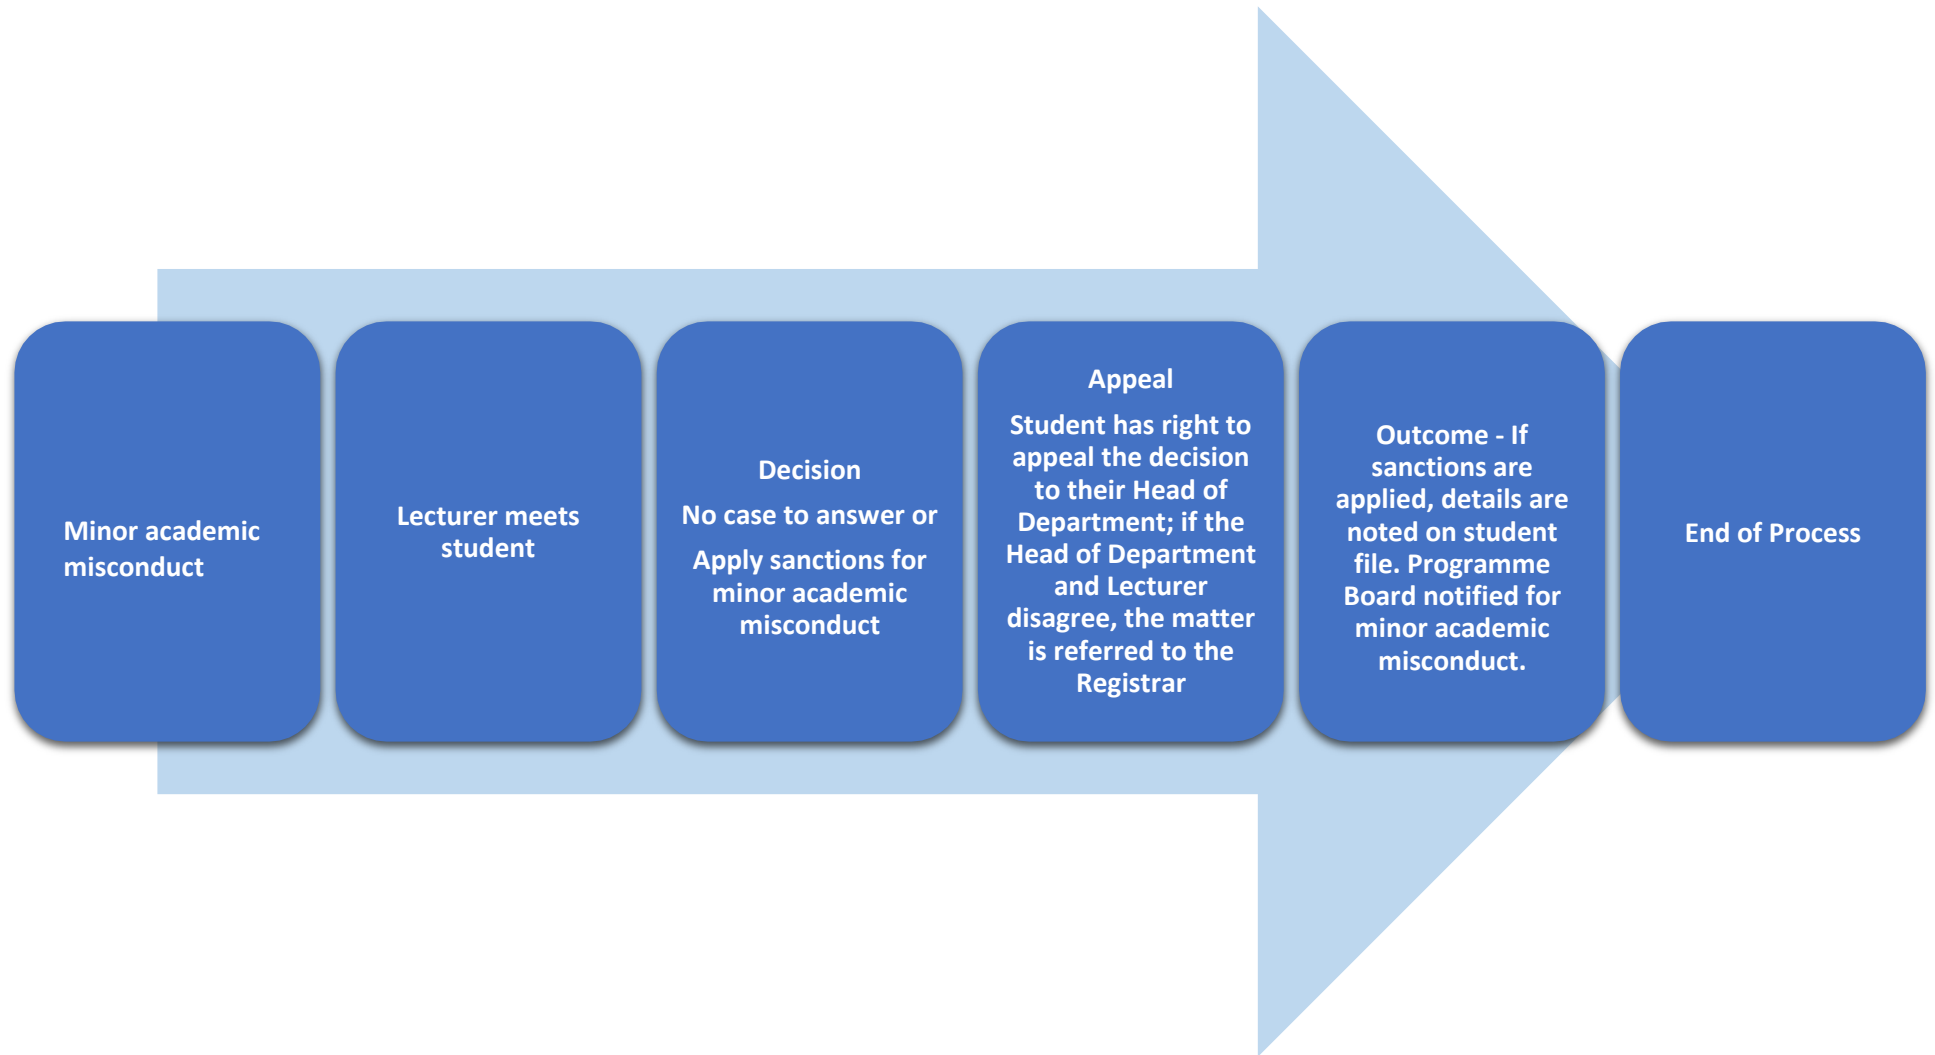 Minor academic
misconduct
Lecturer meets
student
Decision
No case to answer or
Apply sanctions for
minor academic
misconduct
Appeal
Student has right to
appeal the decision
to their Head of
Department; if the
Head of Department
and Lecturer
disagree, the matter
is referred to the
Registrar
Outcome - If
sanctions are
applied, details are
noted on student
file. Programme
Board notified for
minor academic
misconduct.
End of Process